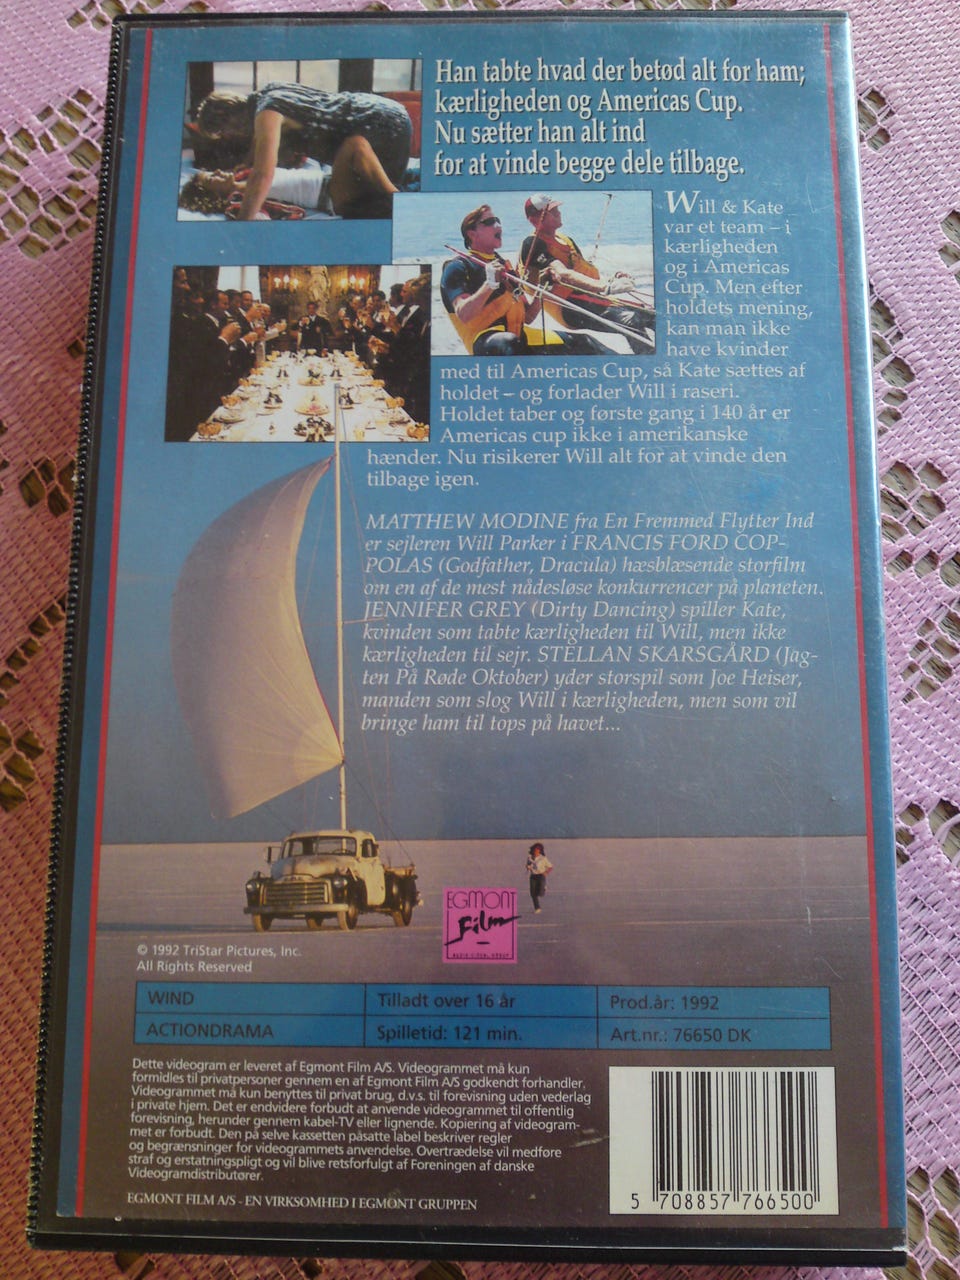 Han tabte hvad der betød alt for ham;
kærligheden og Americas Cup.
Nu sætter han alt ind
for at vinde begge dele tilbage.
Will & Kate
var et team – i
kærligheden
og i Americas
Cup. Men efter
holdets mening,
kan man ikke
have kvinder
med til Americas Cup, så Kate sættes af
holdet – og forlader Will i raseri.
Holdet taber og første gang i 140 år er
Americas cup ikke i amerikanske
hænder. Nu risikerer Will alt for at vinde den
tilbage igen.
MATTHEW MODINE fra En Fremmed Flytter Ind
er sejleren Will Parker i FRANCIS FORD COP-
POLAS (Godfather, Dracula) hæsblæsende storfilm
om en af de mest nådesløse konkurrencer på planeten.
JENNIFER GREY (Dirty Dancing) spiller Kate,
kvinden som tabte kærligheden til Will, men ikke
kærligheden til sejr. STELLAN SKARSGÅRD (Jag-
ten På Røde Oktober) yder storspil som Joe Heiser,
manden som slog Will i kærligheden, men som vil
bringe ham til tops på havet...
EGMONT
Film
© 1992 TriStar Pictures, Inc.
All Rights Reserved
WIND Tilladt over 16 år Prod.år: 1992
ACTIONDRAMA Spilletid: 121 min. Art.nr.: 76650 DK
Dette videogram er leveret af Egmont Film A/S. Videogrammet må kun
formidles til privatpersoner gennem en af Egmont Film A/S godkendt forhandler.
Videogrammet må kun benyttes til privat brug, d.v.s. til forevisning uden vederlag
i private hjem. Det er endvidere forbudt at anvende videogrammet til offentlig
forevisning, herunder gennem kabel-TV eller lignende. Kopiering af videogram-
met er forbudt. Den på selve kassetten påsatte label beskriver regler
og begrænsninger for videogrammets anvendelse. Overtrædelse vil medføre
straf og erstatningspligt og vil blive retsforfulgt af Foreningen af danske
Videogramdistributører.
EGMONT FILM A/S - EN VIRKSOMHED I EGMONT GRUPPEN
5 708857 766500